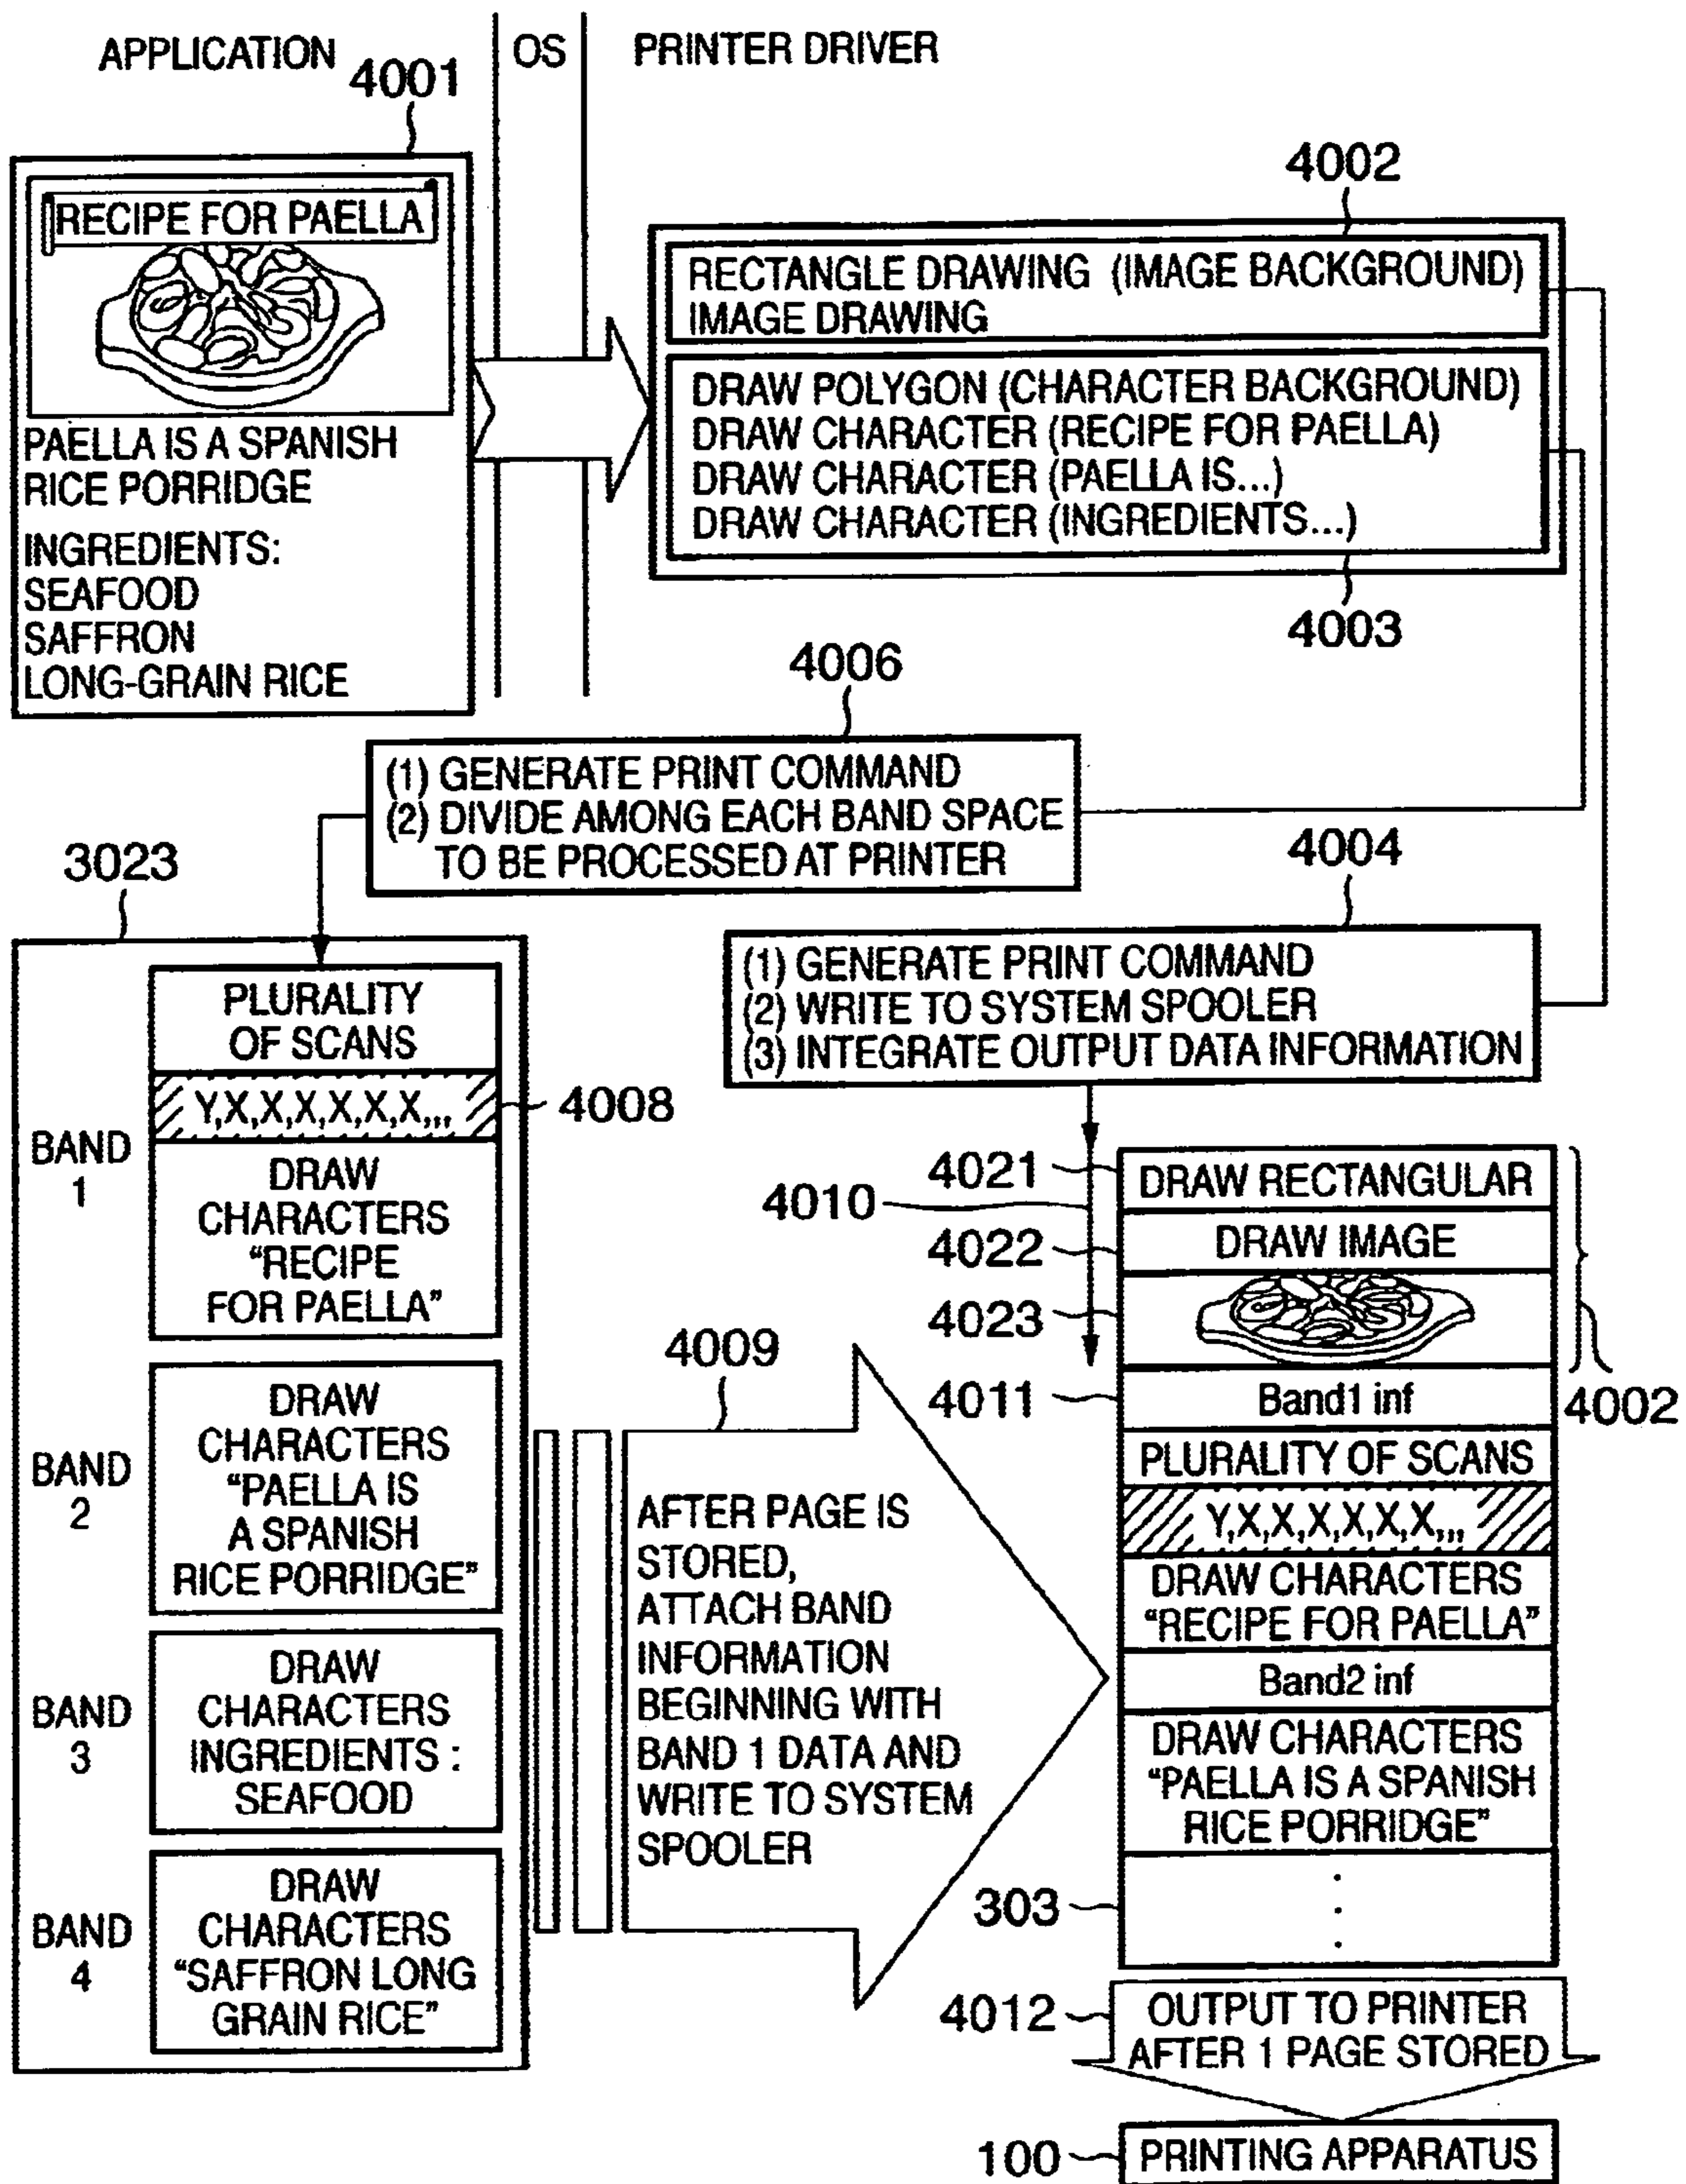 APPLICATION
OS
PRINTER DRIVER
4001
RECIPE FOR PAELLA
PAELLA IS A SPANISH
RICE PORRIDGE
INGREDIENTS:
SEAFOOD
SAFFRON
LONG-GRAIN RICE
4002
RECTANGLE DRAWING (IMAGE BACKGROUND)
IMAGE DRAWING
DRAW POLYGON (CHARACTER BACKGROUND)
DRAW CHARACTER (RECIPE FOR PAELLA)
DRAW CHARACTER (PAELLA IS...)
DRAW CHARACTER (INGREDIENTS...)
4003
4006
(1) GENERATE PRINT COMMAND
(2) DIVIDE AMONG EACH BAND SPACE
TO BE PROCESSED AT PRINTER
4004
(1) GENERATE PRINT COMMAND
(2) WRITE TO SYSTEM SPOOLER
(3) INTEGRATE OUTPUT DATA INFORMATION
3023
BAND
1
PLURALITY
OF SCANS
Y,X,X,X,X,X,X,,,
4008
DRAW
CHARACTERS
“RECIPE
FOR PAELLA”
BAND
2
DRAW
CHARACTERS
“PAELLA IS
A SPANISH
RICE PORRIDGE”
BAND
3
DRAW
CHARACTERS
INGREDIENTS :
SEAFOOD
BAND
4
DRAW
CHARACTERS
“SAFFRON LONG
GRAIN RICE”
4009
AFTER PAGE IS
STORED,
ATTACH BAND
INFORMATION
BEGINNING WITH
BAND 1 DATA AND
WRITE TO SYSTEM
SPOOLER
4010
4021
DRAW RECTANGULAR
4022
DRAW IMAGE
4023
4002
4011
Band1 inf
PLURALITY OF SCANS
Y,X,X,X,X,X,X,,,
DRAW CHARACTERS
“RECIPE FOR PAELLA”
Band2 inf
DRAW CHARACTERS
“PAELLA IS A SPANISH
RICE PORRIDGE”
303
4012
OUTPUT TO PRINTER
AFTER 1 PAGE STORED
100
PRINTING APPARATUS